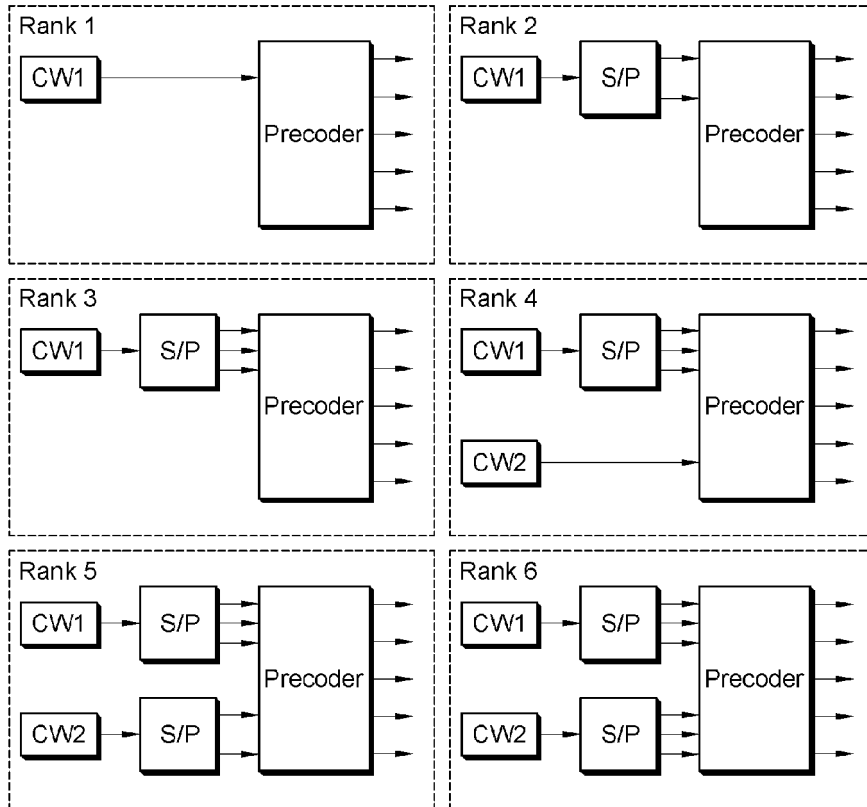 Rank 1
CW1
Precoder
Rank 2
CW1
S/P
Precoder
Rank 3
CW1
S/P
Precoder
Rank 4
CW1
S/P
Precoder
CW2
Rank 5
CW1
S/P
Precoder
CW2
S/P
Rank 6
CW1
S/P
Precoder
CW2
S/P